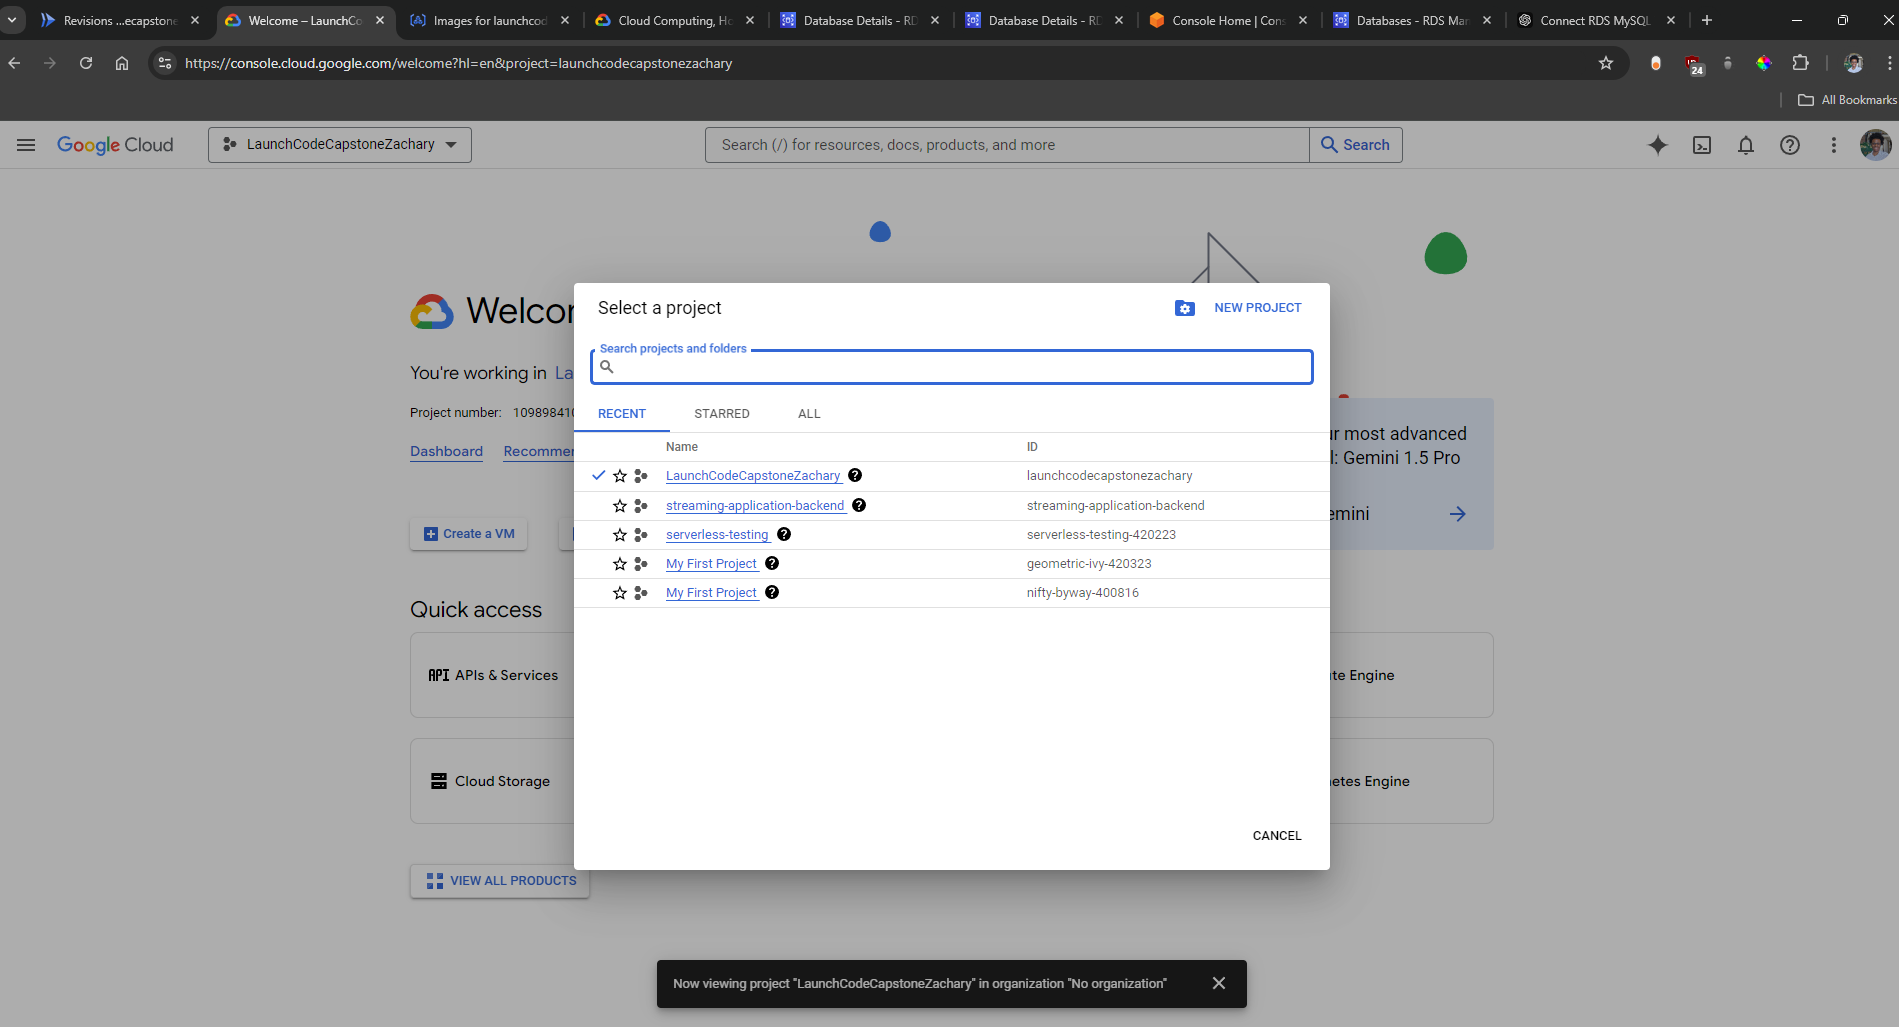 Revisions ...ecapstone
Welcome – LaunchCo
Images for launchcod
Cloud Computing, Ho
Database Details - RD
Database Details - RD
Console Home | Cons
Databases - RDS Man
Connect RDS MySQL
https://console.cloud.google.com/welcome?hl=en&project=launchcodecapstonezachary
24
All Bookmarks
Google Cloud
LaunchCodeCapstoneZachary
Search (/) for resources, docs, products, and more
Search
Welcor
You're working in La
Project number: 109898410
Dashboard
Recommen
Create a VM
ur most advanced
l: Gemini 1.5 Pro
emini
Quick access
API APIs & Services
Cloud Storage
te Engine
etes Engine
VIEW ALL PRODUCTS
Select a project
NEW PROJECT
Search projects and folders
RECENT
STARRED
ALL
Name ID
LaunchCodeCapstoneZachary launchcodecapstonezachary
streaming-application-backend streaming-application-backend
serverless-testing serverless-testing-420223
My First Project geometric-ivy-420323
My First Project nifty-byway-400816
CANCEL
Now viewing project "LaunchCodeCapstoneZachary" in organization "No organization"